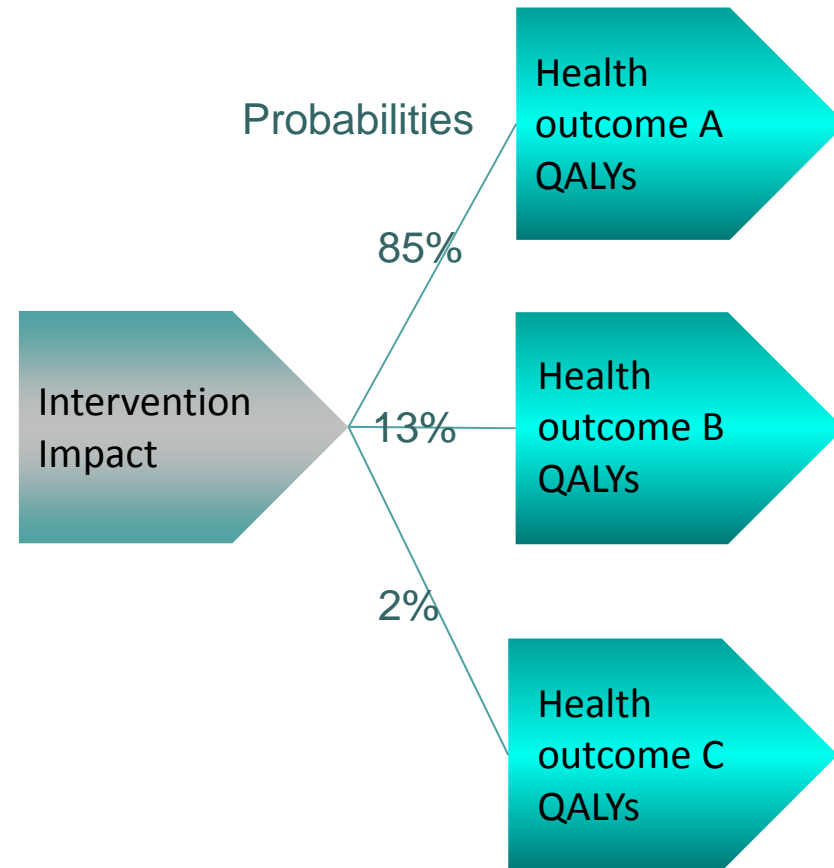 Probabilities
Health
outcome A
QALYs
85%
Intervention
Impact
13%
Health
outcome B
QALYs
2%
Health
outcome C
QALYs